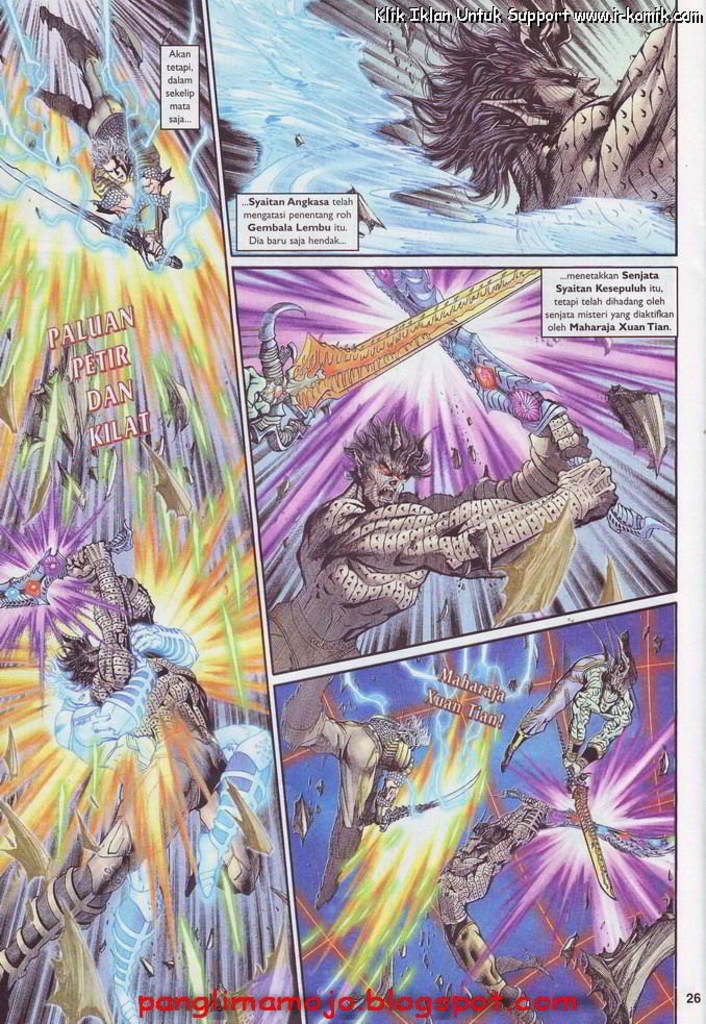 Klik Iklan Untuk Support www.i-komik.com
Akan
tetapi,
dalam
sekelip
mata
saja...
PALUAN
PETIR
DAN
KILAT
...Syaitan Angkasa telah
mengatasi penentang roh
Gembala Lembu itu.
Dia baru saja hendak...
...menetakkan Senjata
Syaitan Kesepuluh itu,
tetapi telah dihadang oleh
senjata misteri yang diaktifkan
oleh Maharaja Xuan Tian.
Maharaja
Xuan Tian!
26
panglimamajo.blogspot.com